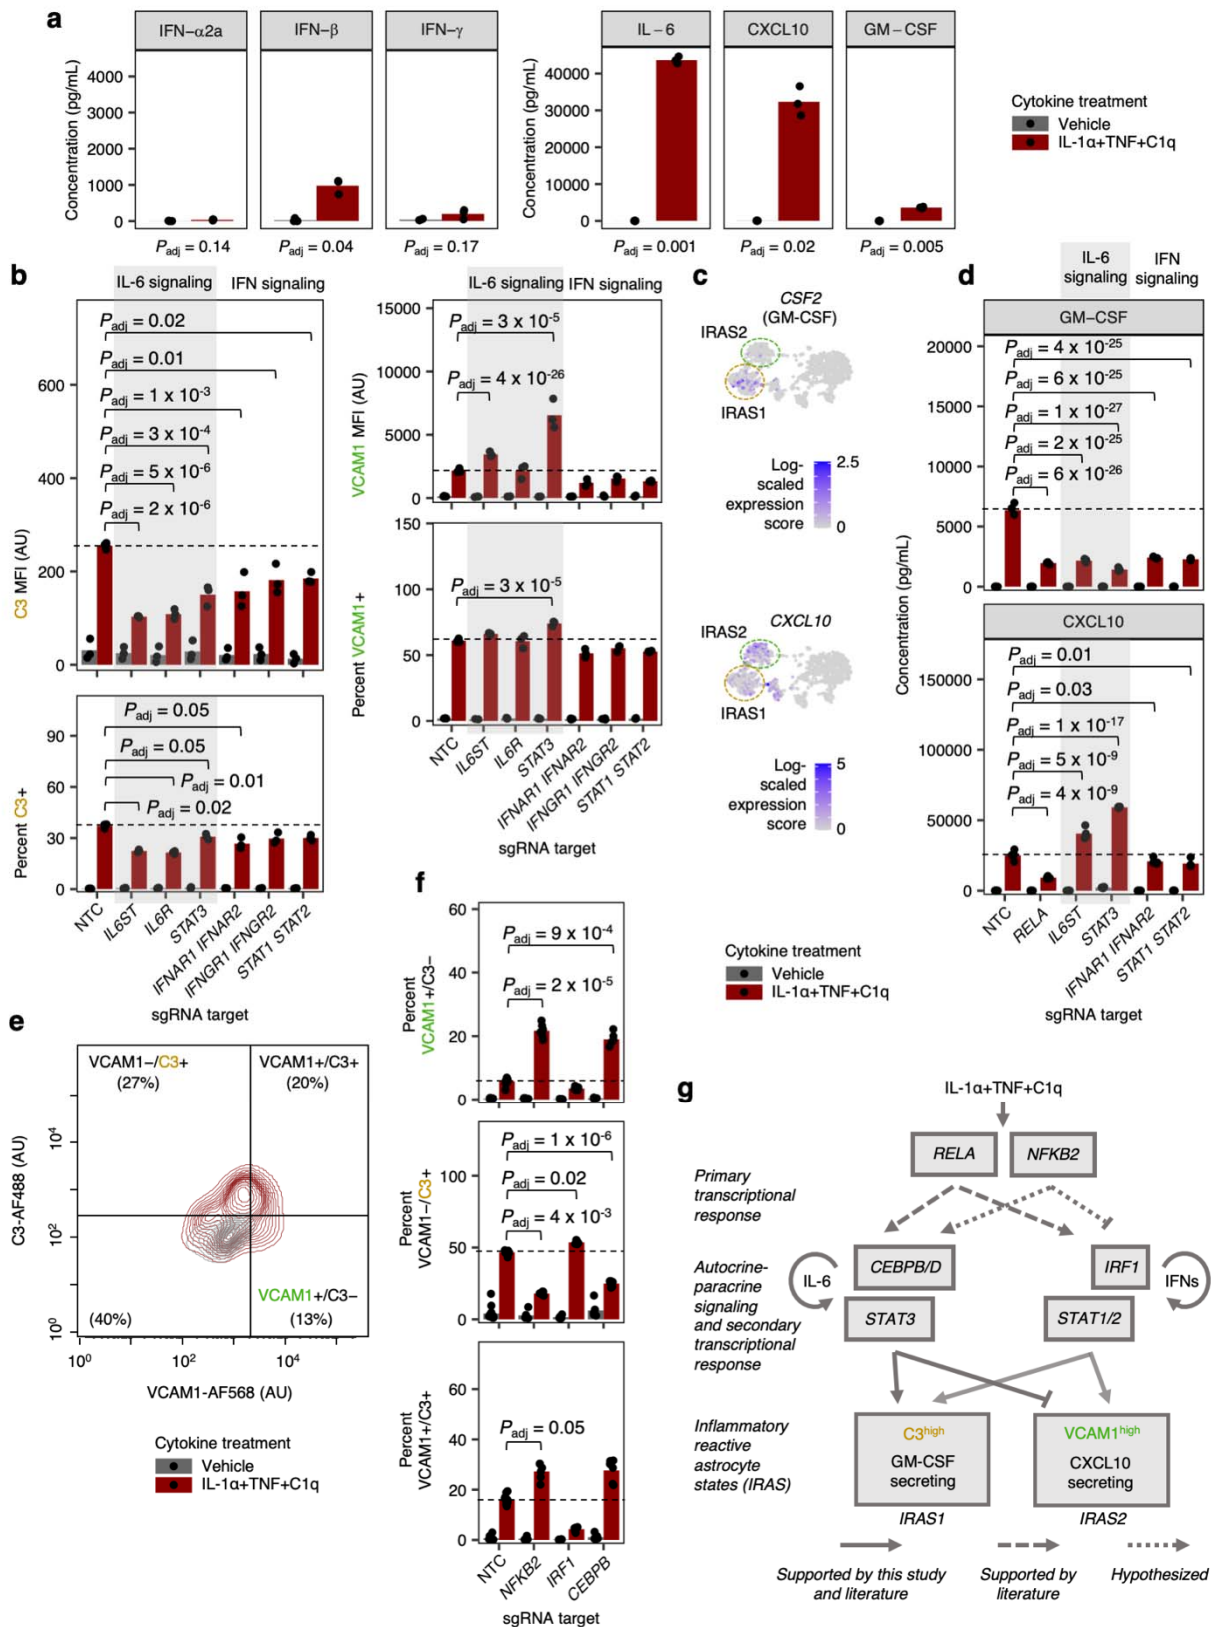 a
IFN–α2a
IFN–β
IFN–γ
IL–6
CXCL10
GM–CSF
Concentration (pg/mL)
4000
3000
2000
1000
0
Padj = 0.14
Padj = 0.04
Padj = 0.17
Concentration (pg/mL)
40000
30000
20000
10000
0
Padj = 0.001
Padj = 0.02
Padj = 0.005
Cytokine treatment
Vehicle
IL-1α+TNF+C1q
b
IL-6 signaling
IFN signaling
Padj = 0.02
Padj = 0.01
Padj = 1 x 10-3
Padj = 3 x 10-4
Padj = 5 x 10-6
Padj = 2 x 10-6
C3 MFI (AU)
600
400
200
0
Padj = 0.05
Padj = 0.05
Padj = 0.01
Padj = 0.02
Percent C3+
90
60
30
0
NTC
IL6ST
IL6R
STAT3
IFNAR1 IFNAR2
IFNGR1 IFNGR2
STAT1 STAT2
sgRNA target
IL-6 signaling
IFN signaling
Padj = 3 x 10-5
Padj = 4 x 10-26
VCAM1 MFI (AU)
15000
10000
5000
0
Padj = 3 x 10-5
Percent VCAM1+
150
100
50
0
NTC
IL6ST
IL6R
STAT3
IFNAR1 IFNAR2
IFNGR1 IFNGR2
STAT1 STAT2
sgRNA target
c
CSF2
(GM-CSF)
IRAS2
IRAS1
Log-
scaled
expression
score
2.5
0
CXCL10
IRAS2
IRAS1
Log-
scaled
expression
score
5
0
d
IL-6
signaling
IFN
signaling
GM–CSF
Padj = 4 x 10-25
Padj = 6 x 10-25
Padj = 1 x 10-27
Padj = 2 x 10-25
Padj = 6 x 10-26
20000
15000
10000
5000
0
Concentration (pg/mL)
CXCL10
Padj = 0.01
Padj = 0.03
Padj = 1 x 10-17
Padj = 5 x 10-9
Padj = 4 x 10-9
150000
100000
50000
0
NTC
RELA
IL6ST
STAT3
IFNAR1 IFNAR2
STAT1 STAT2
sgRNA target
Cytokine treatment
Vehicle
IL-1α+TNF+C1q
e
VCAM1−/C3+
(27%)
VCAM1+/C3+
(20%)
(40%)
VCAM1+/C3−
(13%)
C3-AF488 (AU)
104
102
100
100
102
104
VCAM1-AF568 (AU)
Cytokine treatment
Vehicle
IL-1α+TNF+C1q
f
Percent
VCAM1+/C3−
60
40
20
0
Padj = 9 x 10-4
Padj = 2 x 10-5
Percent
VCAM1−/C3+
100
50
0
Padj = 1 x 10-6
Padj = 0.02
Padj = 4 x 10-3
Percent
VCAM1+/C3+
60
40
20
0
Padj = 0.05
NTC
NFKB2
IRF1
CEBPB
sgRNA target
g
IL-1α+TNF+C1q
RELA
NFKB2
Primary
transcriptional
response
Autocrine-
paracrine
signaling
and secondary
transcriptional
response
IL-6
CEBPB/D
STAT3
IRF1
IFNs
STAT1/2
Inflammatory
reactive
astrocyte
states (IRAS)
C3high
GM-CSF
secreting
IRAS1
VCAM1high
CXCL10
secreting
IRAS2
Supported by this study
and literature
Supported by
literature
Hypothesized